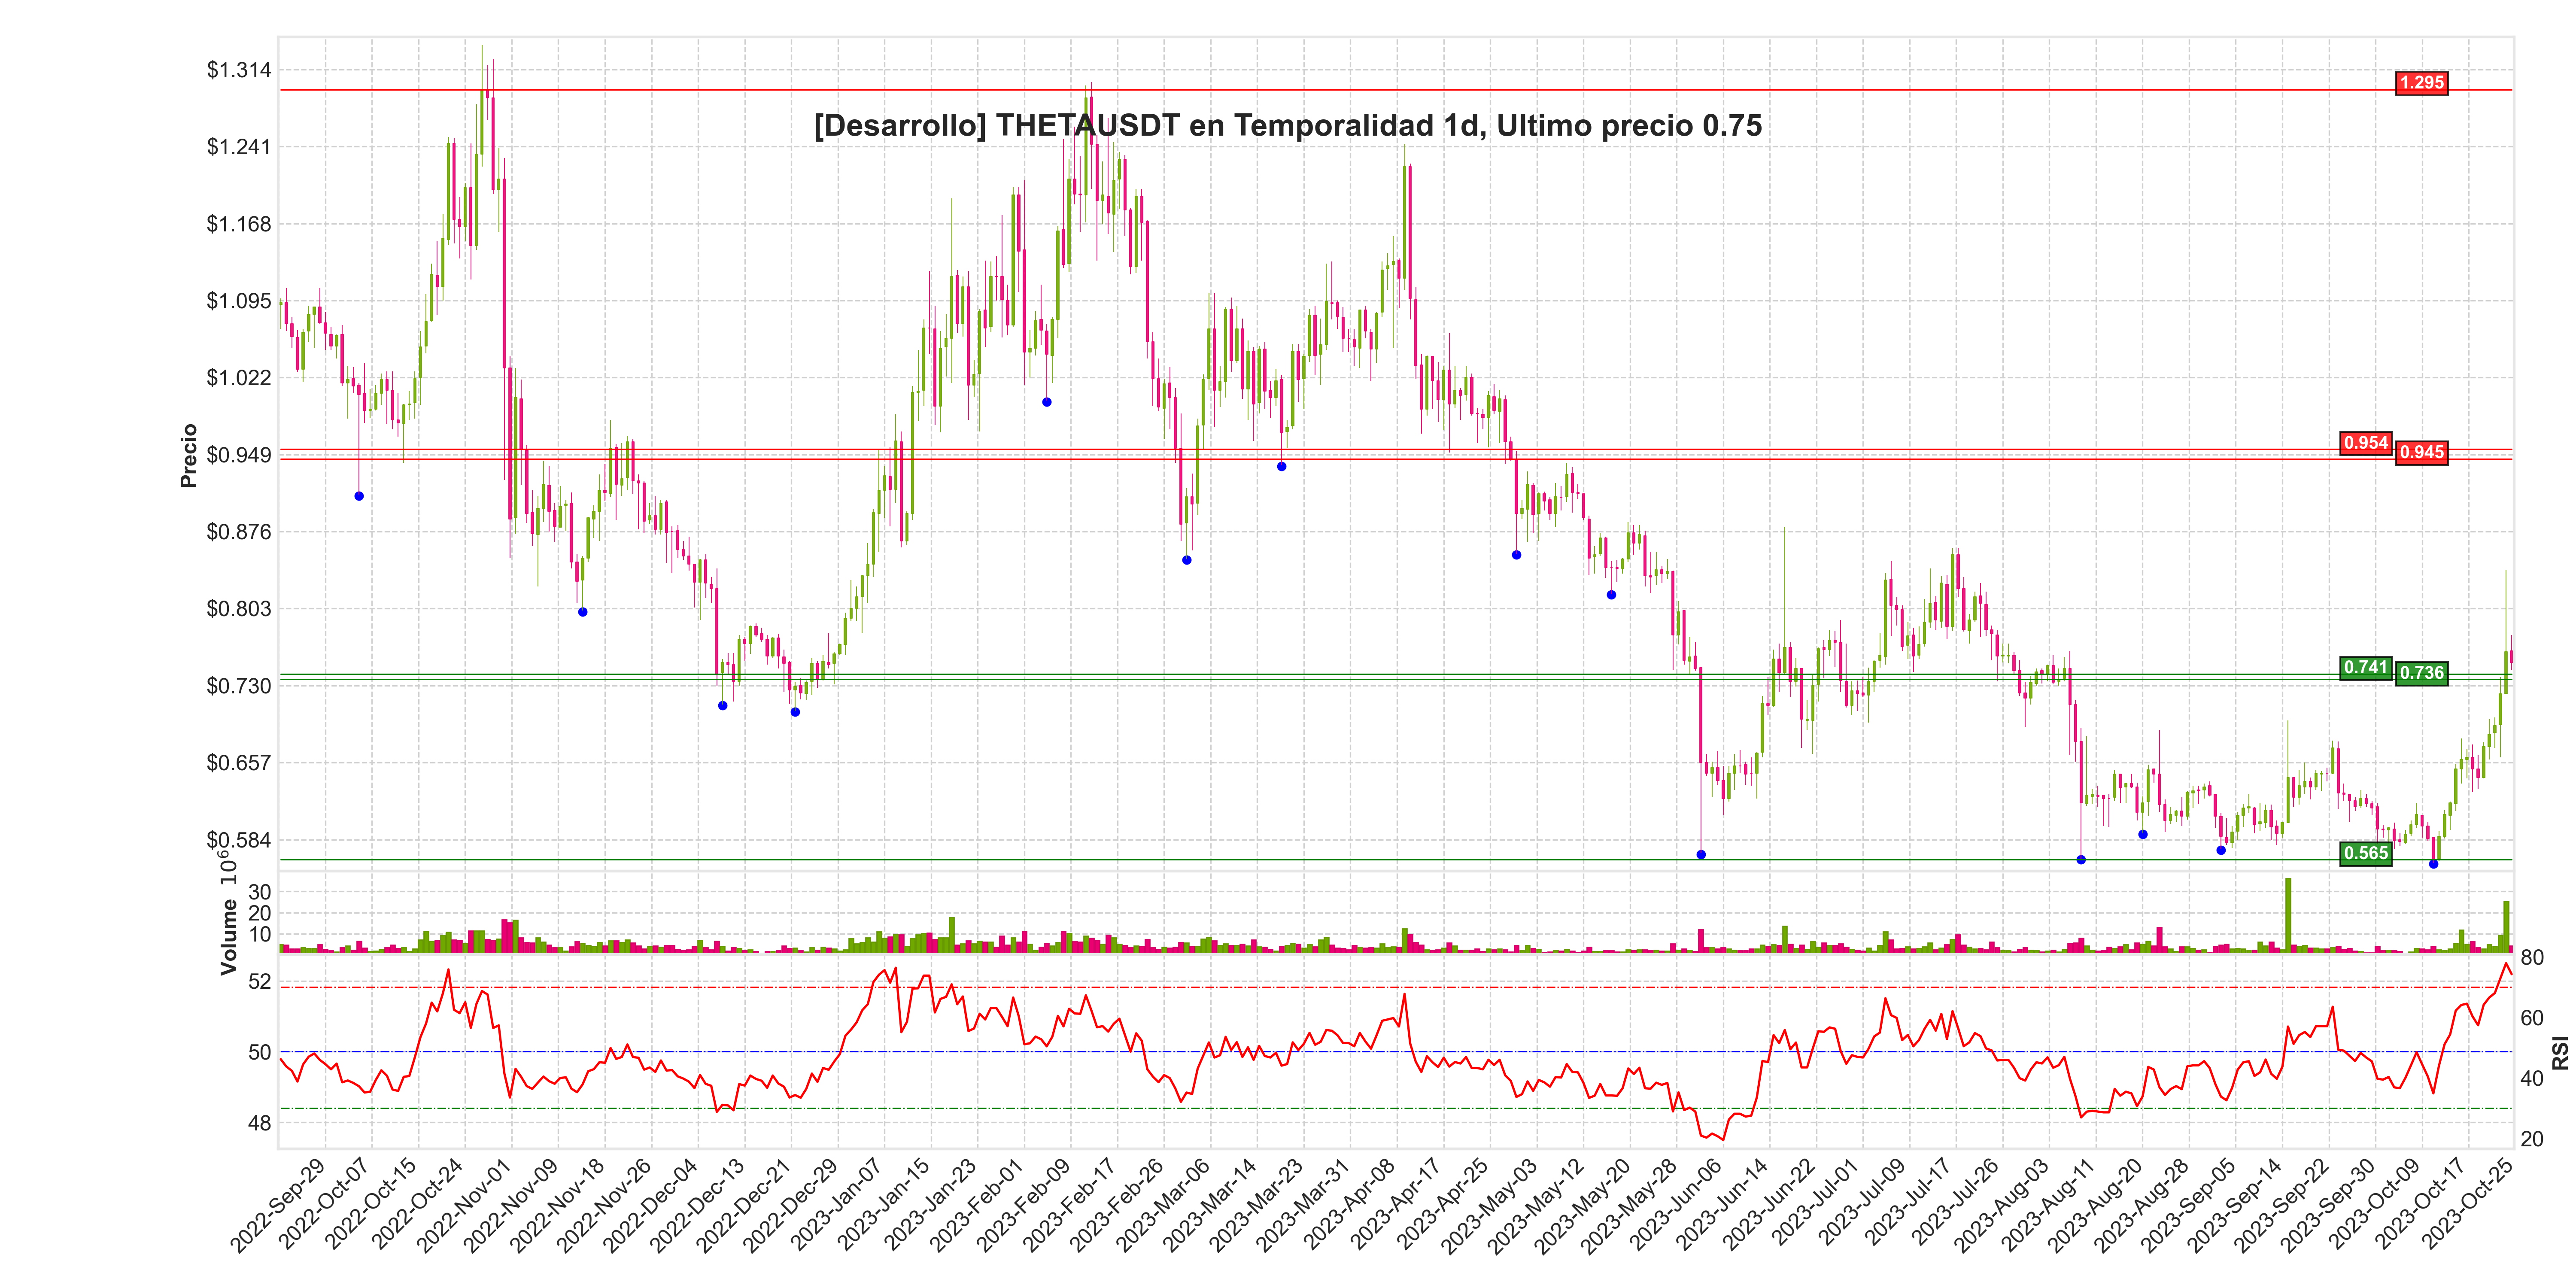 [Desarrollo] THETAUSDT en Temporalidad 1d, Ultimo precio 0.75
Precio
$1.314
$1.241
$1.168
$1.095
$1.022
$0.949
$0.876
$0.803
$0.730
$0.657
$0.584
1.295
0.954
0.945
0.741
0.736
0.565
Volume 10⁶
30
20
10
52
50
48
80
60
40
20
RSI
2022-Sep-29
2022-Oct-07
2022-Oct-15
2022-Oct-24
2022-Nov-01
2022-Nov-09
2022-Nov-18
2022-Nov-26
2022-Dec-04
2022-Dec-13
2022-Dec-21
2022-Dec-29
2023-Jan-07
2023-Jan-15
2023-Jan-23
2023-Feb-01
2023-Feb-09
2023-Feb-17
2023-Feb-26
2023-Mar-06
2023-Mar-14
2023-Mar-23
2023-Mar-31
2023-Apr-08
2023-Apr-17
2023-Apr-25
2023-May-03
2023-May-12
2023-May-20
2023-May-28
2023-Jun-06
2023-Jun-14
2023-Jun-22
2023-Jul-01
2023-Jul-09
2023-Jul-17
2023-Jul-26
2023-Aug-03
2023-Aug-11
2023-Aug-20
2023-Aug-28
2023-Sep-05
2023-Sep-14
2023-Sep-22
2023-Sep-30
2023-Oct-09
2023-Oct-17
2023-Oct-25